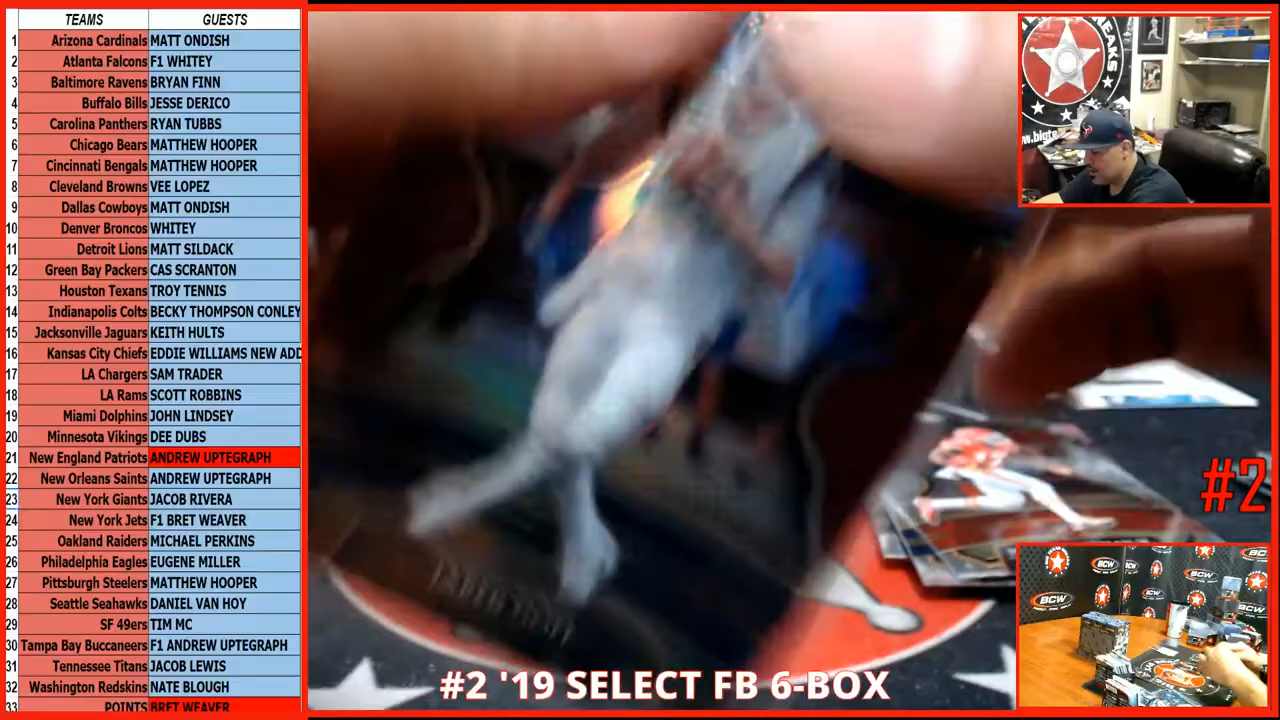 TEAMS GUESTS
1 Arizona Cardinals MATT ONDISH
2 Atlanta Falcons F1 WHITEY
3 Baltimore Ravens BRYAN FINN
4 Buffalo Bills JESSE DERICO
5 Carolina Panthers RYAN TUBBS
6 Chicago Bears MATTHEW HOOPER
7 Cincinnati Bengals MATTHEW HOOPER
8 Cleveland Browns VEE LOPEZ
9 Dallas Cowboys MATT ONDISH
10 Denver Broncos WHITEY
11 Detroit Lions MATT SILDACK
12 Green Bay Packers CAS SCRANTON
13 Houston Texans TROY TENNIS
14 Indianapolis Colts BECKY THOMPSON CONLEY
15 Jacksonville Jaguars KEITH HULTS
16 Kansas City Chiefs EDDIE WILLIAMS NEW ADD
17 LA Chargers SAM TRADER
18 LA Rams SCOTT ROBBINS
19 Miami Dolphins JOHN LINDSEY
20 Minnesota Vikings DEE DUBS
21 New England Patriots ANDREW UPTEGRAPH
22 New Orleans Saints ANDREW UPTEGRAPH
23 New York Giants JACOB RIVERA
24 New York Jets F1 BRET WEAVER
25 Oakland Raiders MICHAEL PERKINS
26 Philadelphia Eagles EUGENE MILLER
27 Pittsburgh Steelers MATTHEW HOOPER
28 Seattle Seahawks DANIEL VAN HOY
29 SF 49ers TIM MC
30 Tampa Bay Buccaneers F1 ANDREW UPTEGRAPH
31 Tennessee Titans JACOB LEWIS
32 Washington Redskins NATE BLOUGH
33 POINTS BRET WEAVER
#2
BCW
BCW
BCW
BCW
#2 '19 SELECT FB 6-BOX